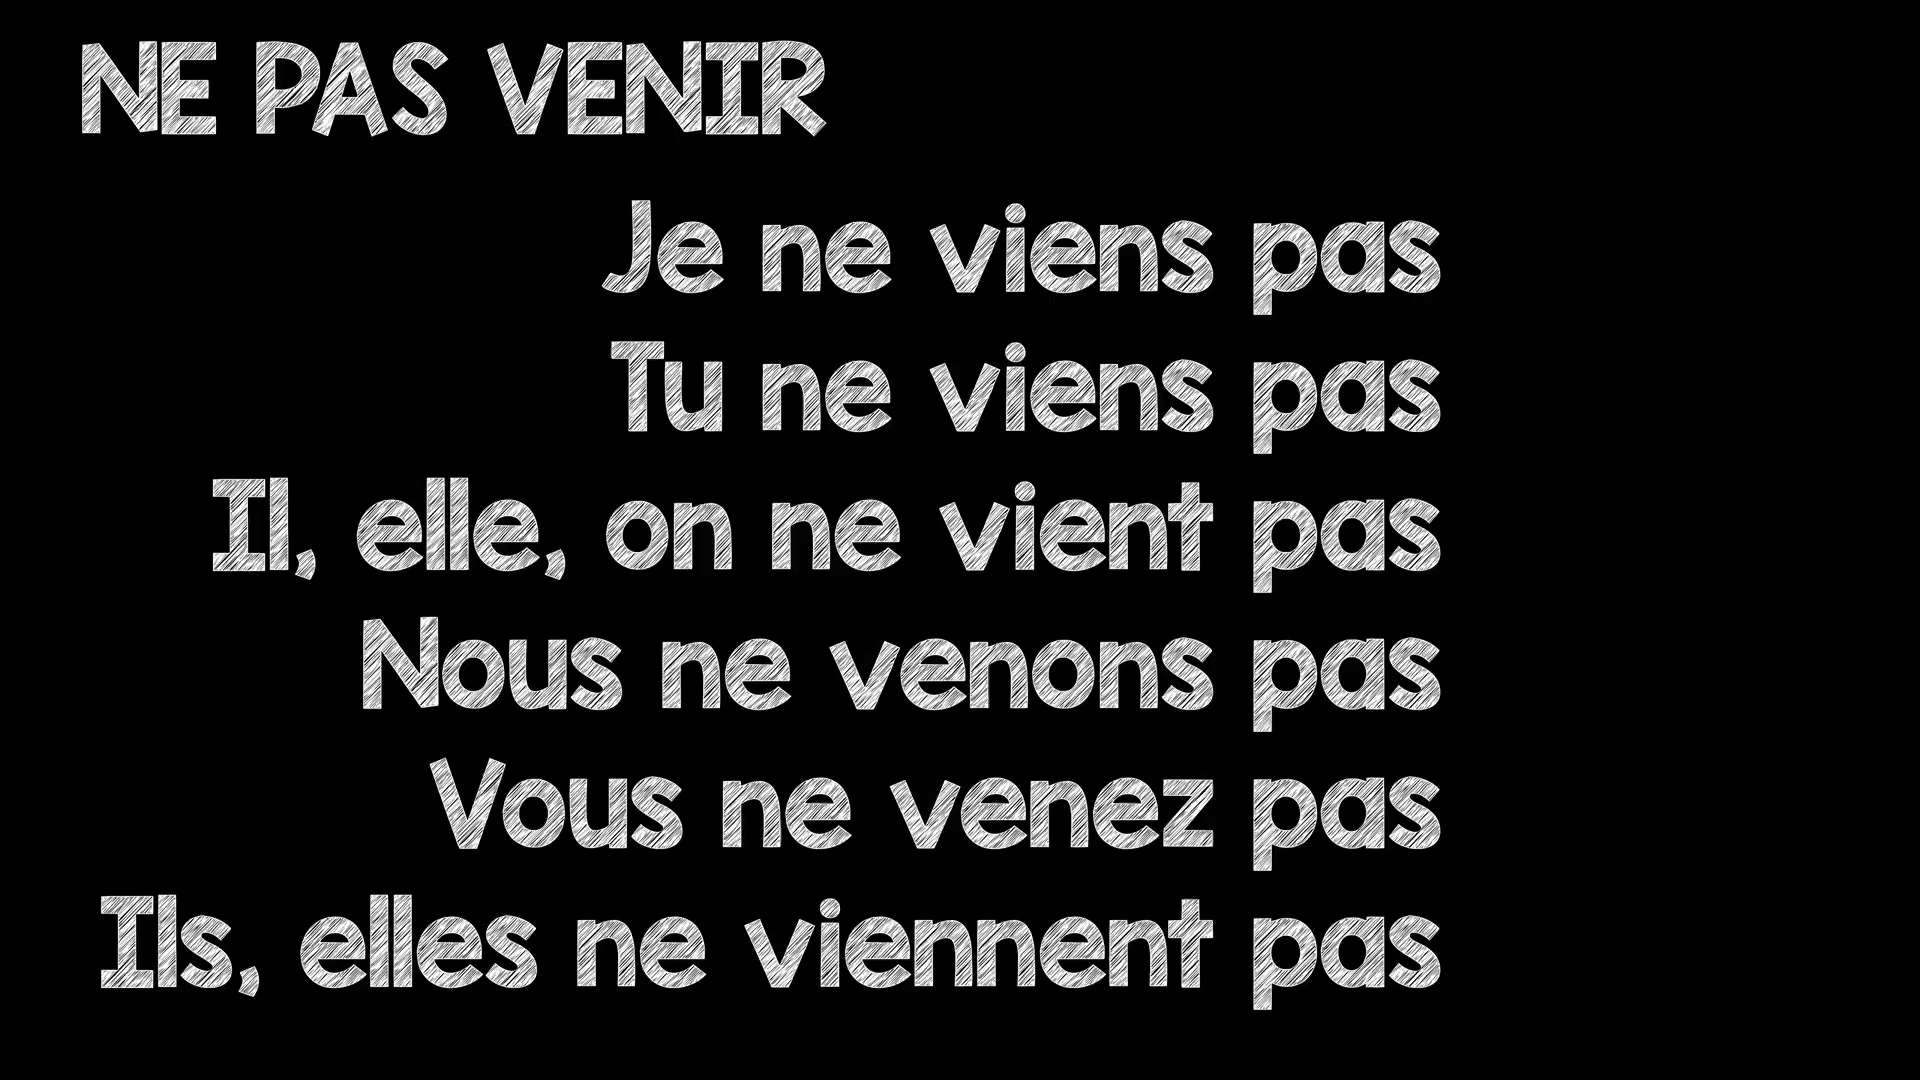 NE PAS VENIR
Je ne viens pas
Tu ne viens pas
Il, elle, on ne vient pas
Nous ne venons pas
Vous ne venez pas
Ils, elles ne viennent pas